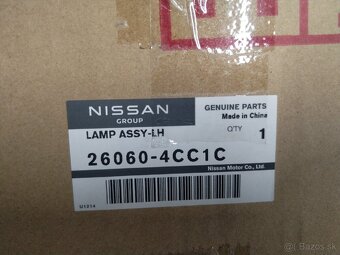 NISSAN
GROUP
GENUINE PARTS
Made in China
LAMP ASSY-LH
Q'TY 1
26060-4CC1C
Nissan Motor Co., Ltd.
U1214
Bazos.sk